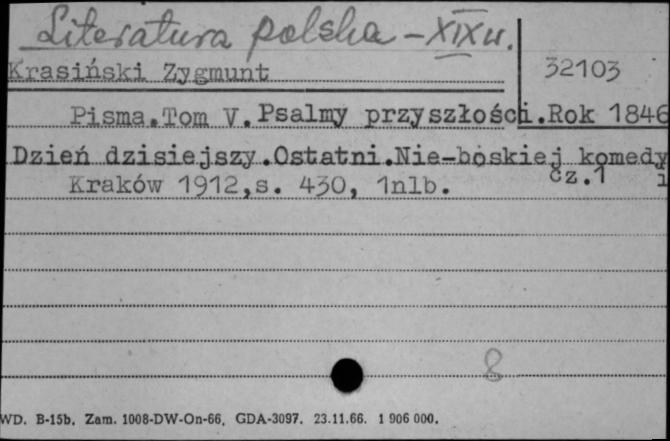 Literatura polska - XIX w.
Krasiński Zygmunt
32103
Pisma.Tom V.Psalmy przyszłości.Rok 1846
Dzień dzisiejszy.Ostatni.Nie-boskiej komedy
cz.1 i
Kraków 1912,s. 430, 1nlb.
8
WD. B-15b. Zam. 1008-DW-On-66. GDA-3097. 23.11.66. 1 906 000.